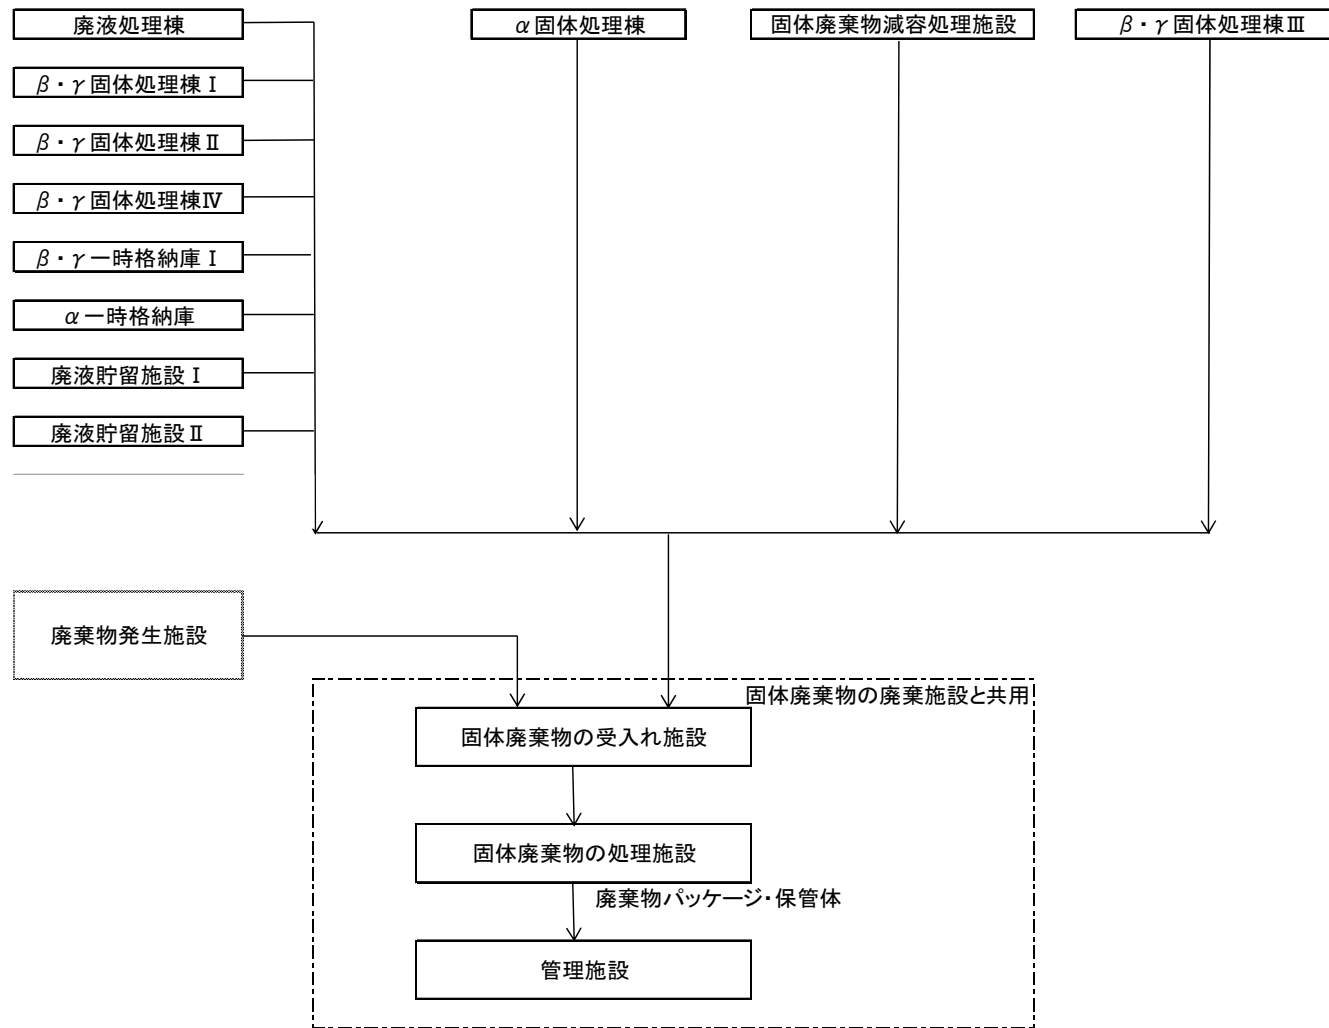 廃液処理棟
α固体処理棟
固体廃棄物減容処理施設
β・γ固体処理棟Ⅲ
β・γ固体処理棟Ⅰ
β・γ固体処理棟Ⅱ
β・γ固体処理棟Ⅳ
β・γ一時格納庫Ⅰ
α一時格納庫
廃液貯留施設Ⅰ
廃液貯留施設Ⅱ
廃棄物発生施設
固体廃棄物の廃棄施設と共用
固体廃棄物の受入れ施設
固体廃棄物の処理施設
廃棄物パッケージ・保管体
管理施設